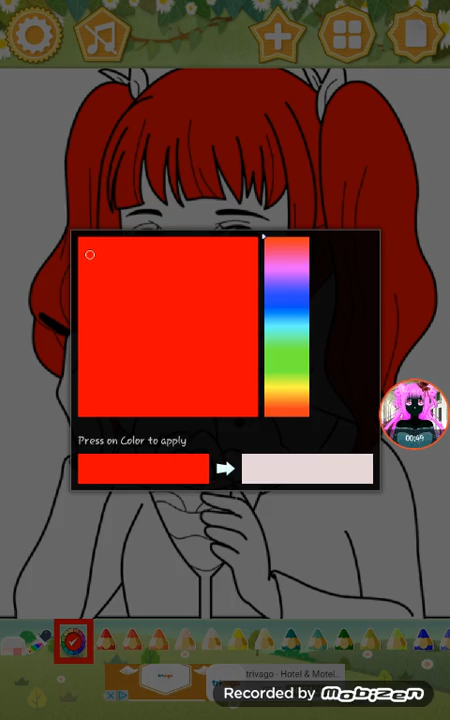 Press on Color to apply
00:49
trivago - Hotel & Motel..
Recorded by Mobizen